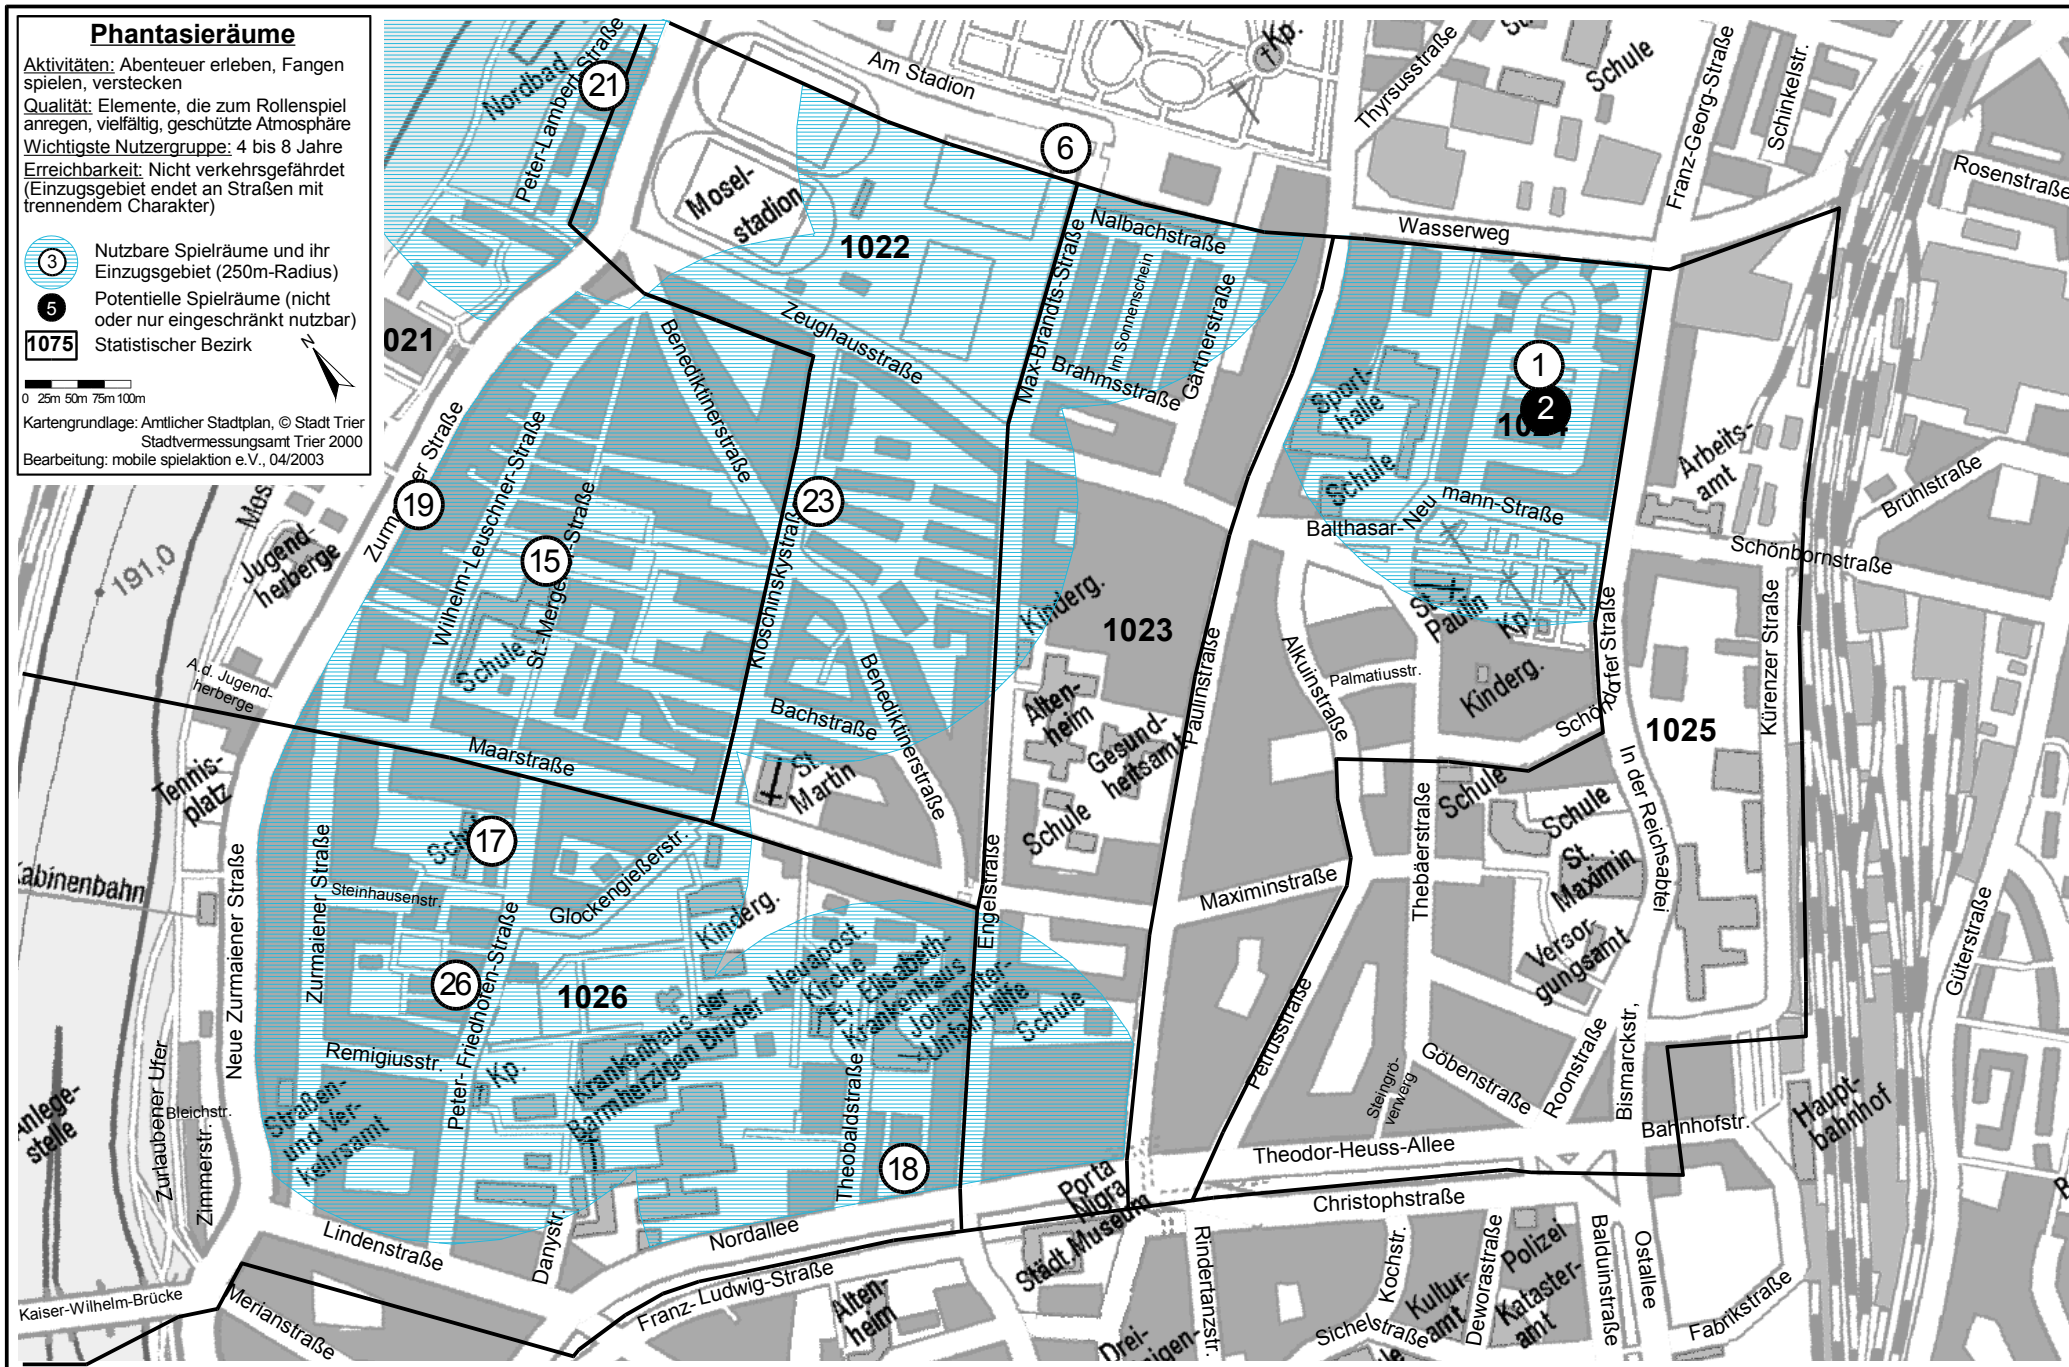 Phantasieräume
Aktivitäten: Abenteuer erleben, Fangen
spielen, verstecken
Qualität: Elemente, die zum Rollenspiel
anregen, vielfältig, geschützte Atmosphäre
Wichtigste Nutzergruppe: 4 bis 8 Jahre
Erreichbarkeit: Nicht verkehrsgefährdet
(Einzugsgebiet endet an Straßen mit
trennendem Charakter)
3
Nutzbare Spielräume und ihr
Einzugsgebiet (250m-Radius)
5
Potentielle Spielräume (nicht
oder nur eingeschränkt nutzbar)
1075
Statistischer Bezirk
N
0 25m 50m 75m 100m
Kartengrundlage: Amtlicher Stadtplan, © Stadt Trier
Stadtvermessungsamt Trier 2000
Bearbeitung: mobile spielaktion e.V., 04/2003
Nordbad
Peter-Lambert-Straße
21
Am Stadion
6
Kp.
Thyrsusstraße
Schule
Franz-Georg-Straße
Schinkelstr.
Rosenstraße
Mosel-
stadion
1022
Nalbachstraße
Wasserweg
Max-Brandts-Straße
Im Sonnenschein
Gärtnerstraße
Brahmsstraße
Zeughausstraße
Benediktinerstraße
021
Sport-
halle
Schule
1
2
Arbeits-
amt
Brühlstraße
Schönbornstraße
Balthasar-
Neu
mann-Straße
St.
Paulin
Kp.
Kinderg.
Alkuinstraße
Palmatiusstr.
Paulinstraße
1023
Kinderg.
Alten-
heim
Gesund-
heitsamt
Schule
19
Wilhelm-Leuschner-Straße
15
23
Kloschinskystraße
Schule
Jugend-
herberge
191,0
A.d. Jugend-
herberge
Bachstraße
Benediktinerstraße
Maarstraße
St.
Martin
Engelstraße
1025
Kürenzer Straße
In der Reichsabtei
Schule
Schule
St.
Maximin
Versor-
gungsamt
Thebäerstraße
Maximinstraße
Petrusstraße
Güterstraße
Tennis-
platz
Kabinenbahn
Neue Zurmaiener Straße
Zurmaiener Straße
17
Steinhausenstr.
Glockengießerstr.
Kinderg.
26
Peter-Friedhofen-Straße
1026
Neuapost.
Kirche
Ev. Elisabeth-
Krankenhaus
Johanniter-
Unfall-Hilfe
Schule
Krankenhaus der
Barmherzigen Brüder
Remigiusstr.
Kp.
Straßen-
und Ver-
kehrsamt
Theobaldstraße
18
Zurlaubener Ufer
Bleichstr.
Zimmerstr.
Anlege-
stelle
Göbenstraße
Steingrö-
verweg
Roonstraße
Bismarckstr.
Bahnhofstr.
Haupt-
bahnhof
Theodor-Heuss-Allee
Christophstraße
Porta
Nigra
Städt. Museum
Nordallee
Lindenstraße
Danystr.
Franz-Ludwig-Straße
Kaiser-Wilhelm-Brücke
Merianstraße
Alten-
heim
Rindertanzstr.
Kochstr.
Sichelstraße
Kultur-
amt
Deworastraße
Polizei
Kataster-
amt
Balduinstraße
Ostallee
Fabrikstraße
Drei-